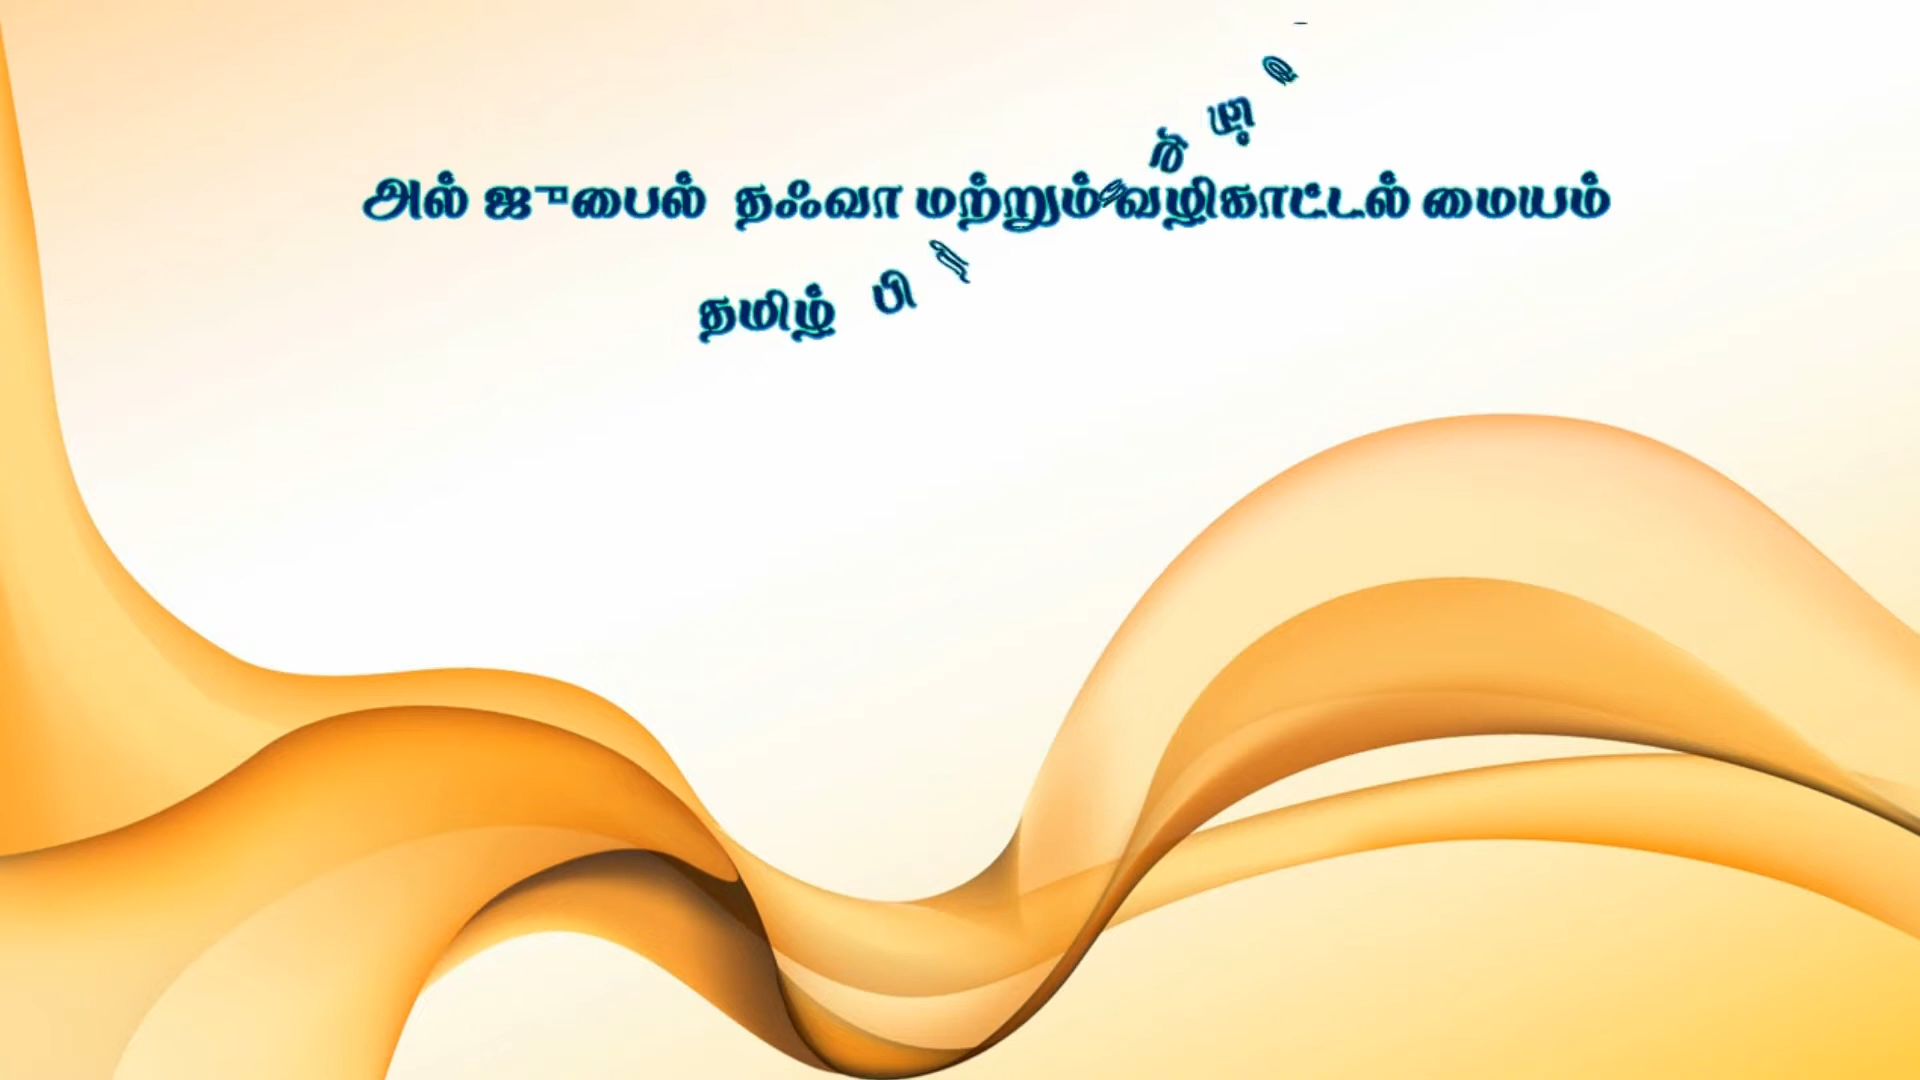 அல் ஜுபைல் தஃவா மற்றும் வழிகாட்டல் மையம்
தமிழ் பி